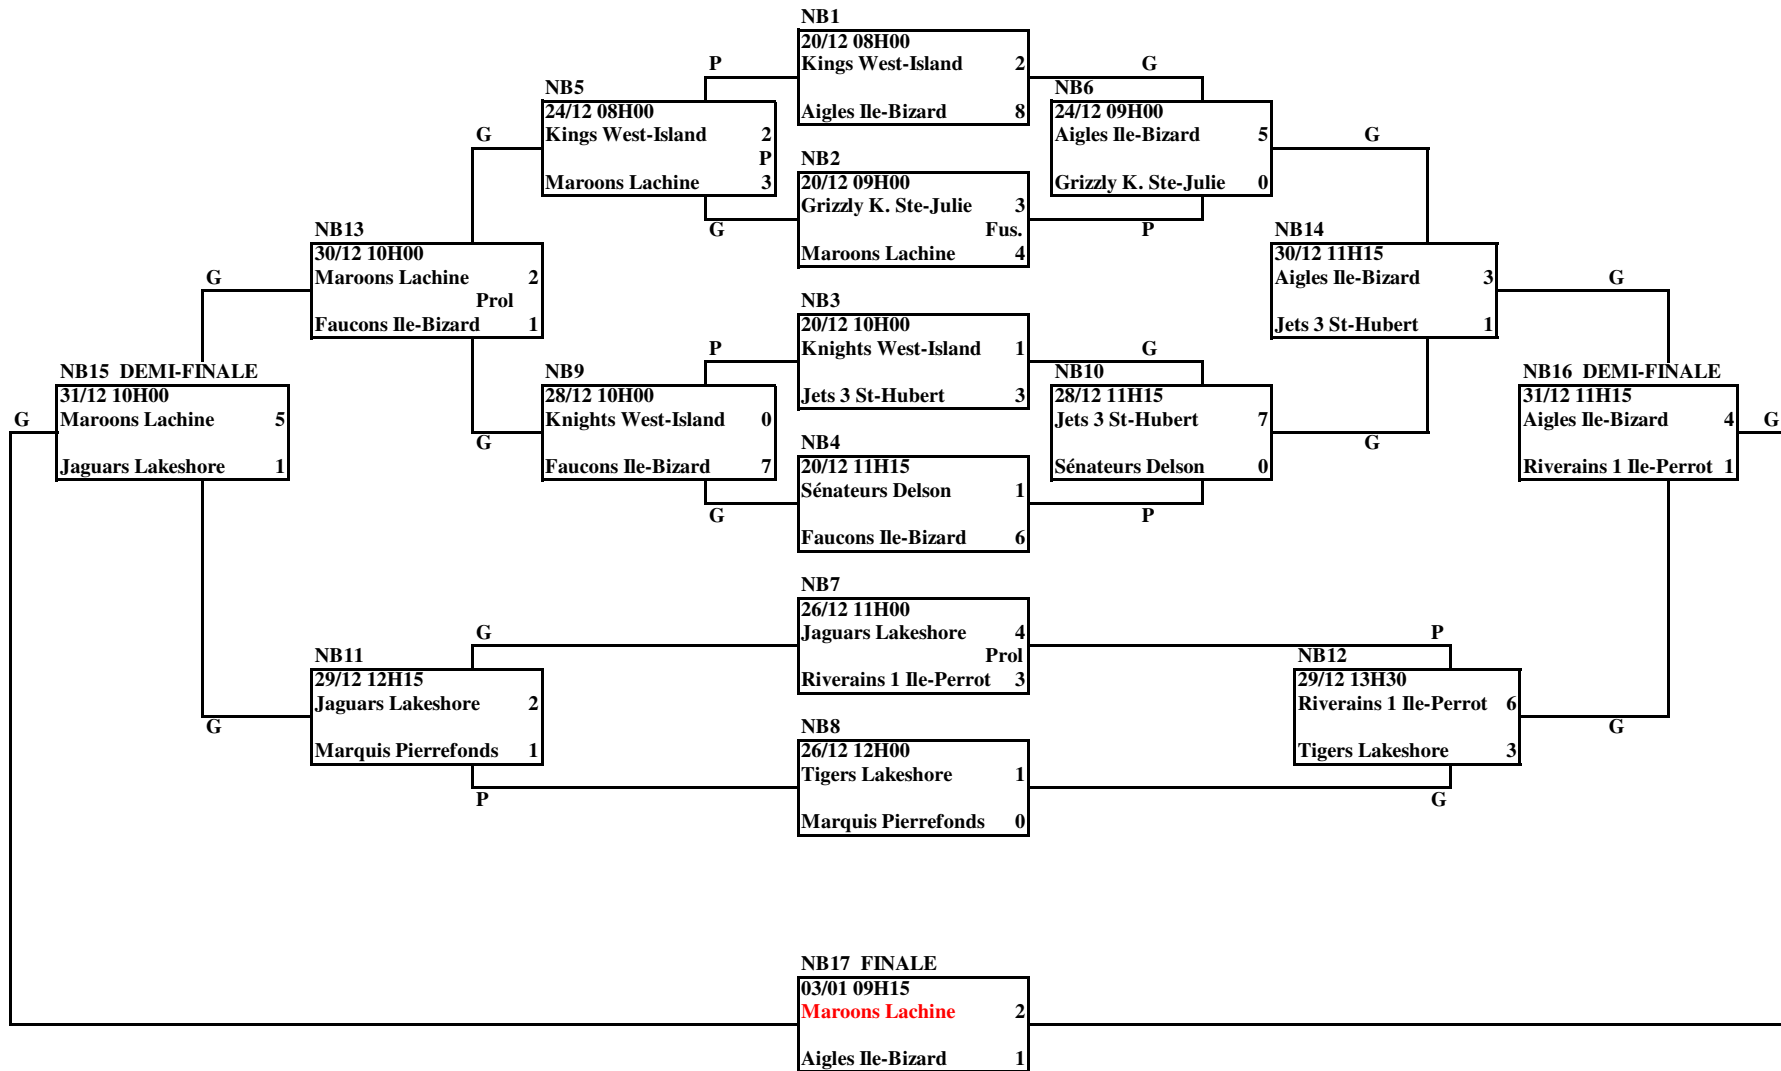 NB1
20/12 08H00
Kings West-Island 2
Aigles Ile-Bizard 8
P
G
NB5
24/12 08H00
Kings West-Island 2
P
Maroons Lachine 3
NB6
24/12 09H00
Aigles Ile-Bizard 5
Grizzly K. Ste-Julie 0
G
G
NB2
20/12 09H00
Grizzly K. Ste-Julie 3
Fus.
Maroons Lachine 4
G
P
NB13
30/12 10H00
Maroons Lachine 2
Prol
Faucons Ile-Bizard 1
NB14
30/12 11H15
Aigles Ile-Bizard 3
Jets 3 St-Hubert 1
G
G
NB3
20/12 10H00
Knights West-Island 1
Jets 3 St-Hubert 3
P
G
NB15 DEMI-FINALE
31/12 10H00
Maroons Lachine 5
Jaguars Lakeshore 1
G
NB9
28/12 10H00
Knights West-Island 0
Faucons Ile-Bizard 7
G
NB10
28/12 11H15
Jets 3 St-Hubert 7
Sénateurs Delson 0
G
NB16 DEMI-FINALE
31/12 11H15
Aigles Ile-Bizard 4
Riverains 1 Ile-Perrot 1
G
NB4
20/12 11H15
Sénateurs Delson 1
Faucons Ile-Bizard 6
G
P
NB7
26/12 11H00
Jaguars Lakeshore 4
Prol
Riverains 1 Ile-Perrot 3
G
P
NB11
29/12 12H15
Jaguars Lakeshore 2
Marquis Pierrefonds 1
G
NB12
29/12 13H30
Riverains 1 Ile-Perrot 6
Tigers Lakeshore 3
G
NB8
26/12 12H00
Tigers Lakeshore 1
Marquis Pierrefonds 0
P
G
NB17 FINALE
03/01 09H15
Maroons Lachine 2
Aigles Ile-Bizard 1